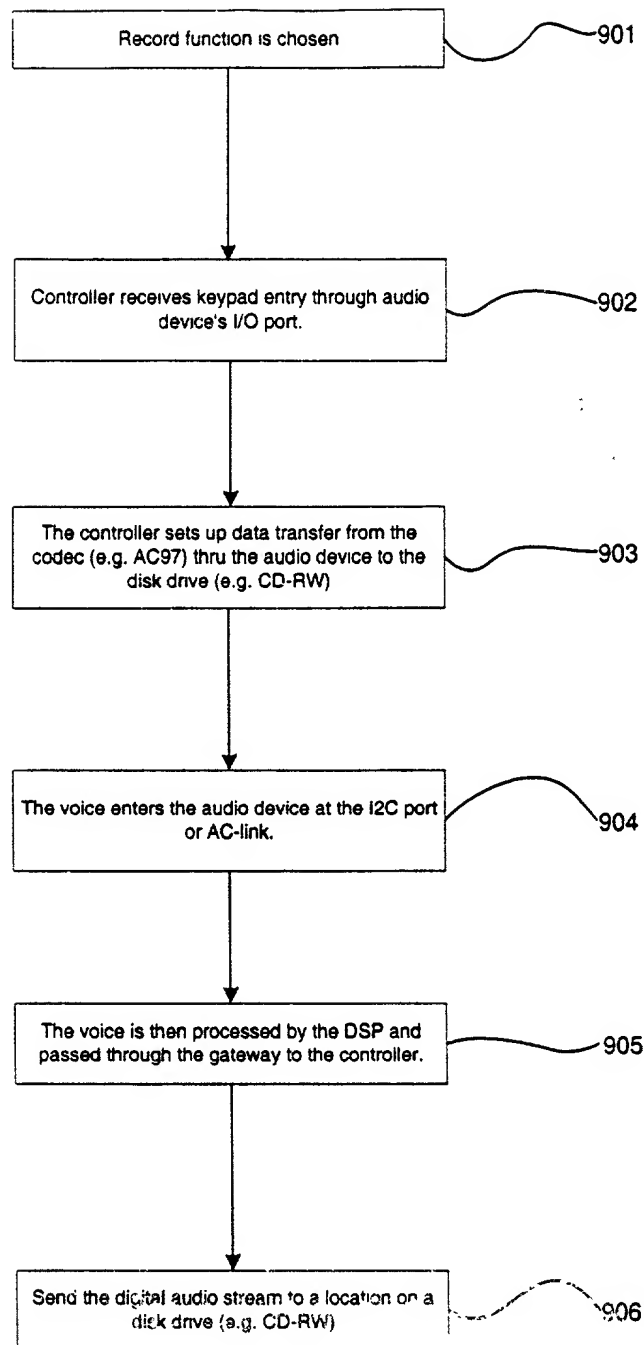 Record function is chosen
901
Controller receives keypad entry through audio
device's I/O port.
902
The controller sets up data transfer from the
codec (e.g. AC97) thru the audio device to the
disk drive (e.g. CD-RW)
903
The voice enters the audio device at the I2C port
or AC-link.
904
The voice is then processed by the DSP and
passed through the gateway to the controller.
905
Send the digital audio stream to a location on a
disk drive (e.g. CD-RW)
906